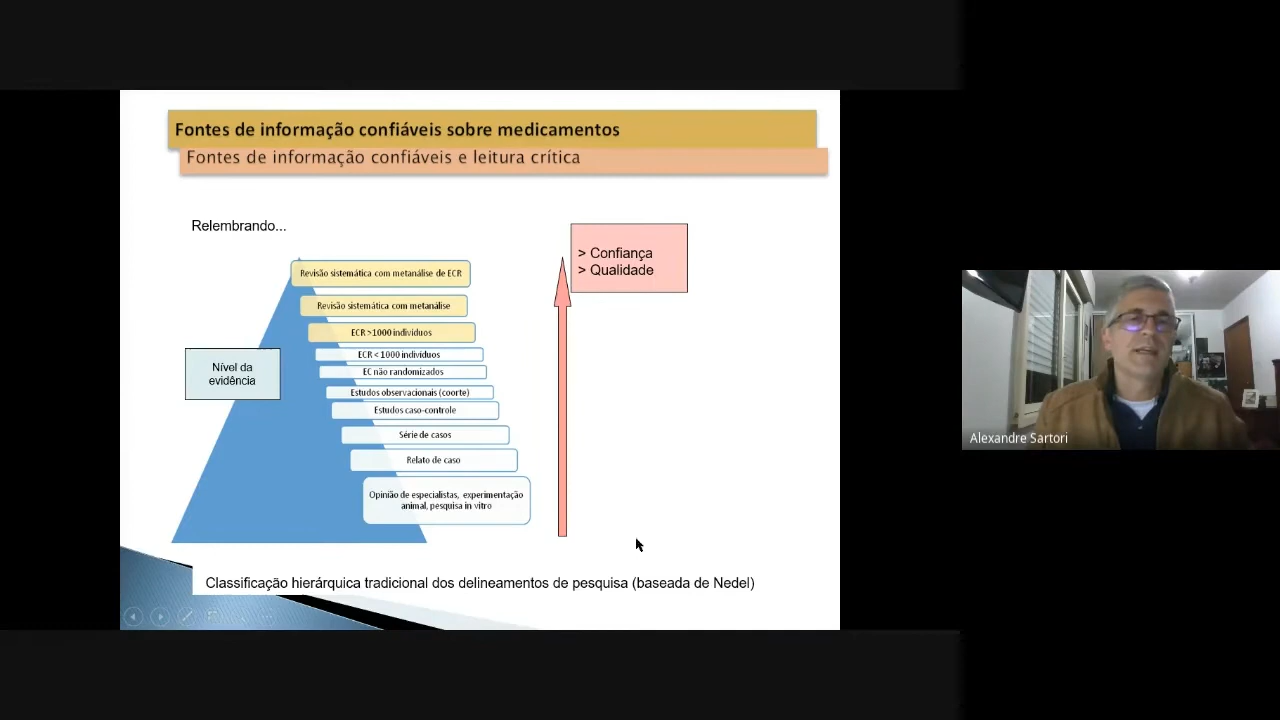 Fontes de informação confiáveis sobre medicamentos
Fontes de informação confiáveis e leitura crítica
Relembrando...
> Confiança
> Qualidade
Revisão sistemática com metanálise de ECR
Revisão sistemática com metanálise
ECR >1000 indivíduos
ECR < 1000 indivíduos
EC não randomizados
Estudos observacionais (coorte)
Estudos caso-controle
Série de casos
Relato de caso
Opinião de especialistas, experimentação
animal, pesquisa in vitro
Nível da
evidência
Classificação hierárquica tradicional dos delineamentos de pesquisa (baseada de Nedel)
Alexandre Sartori